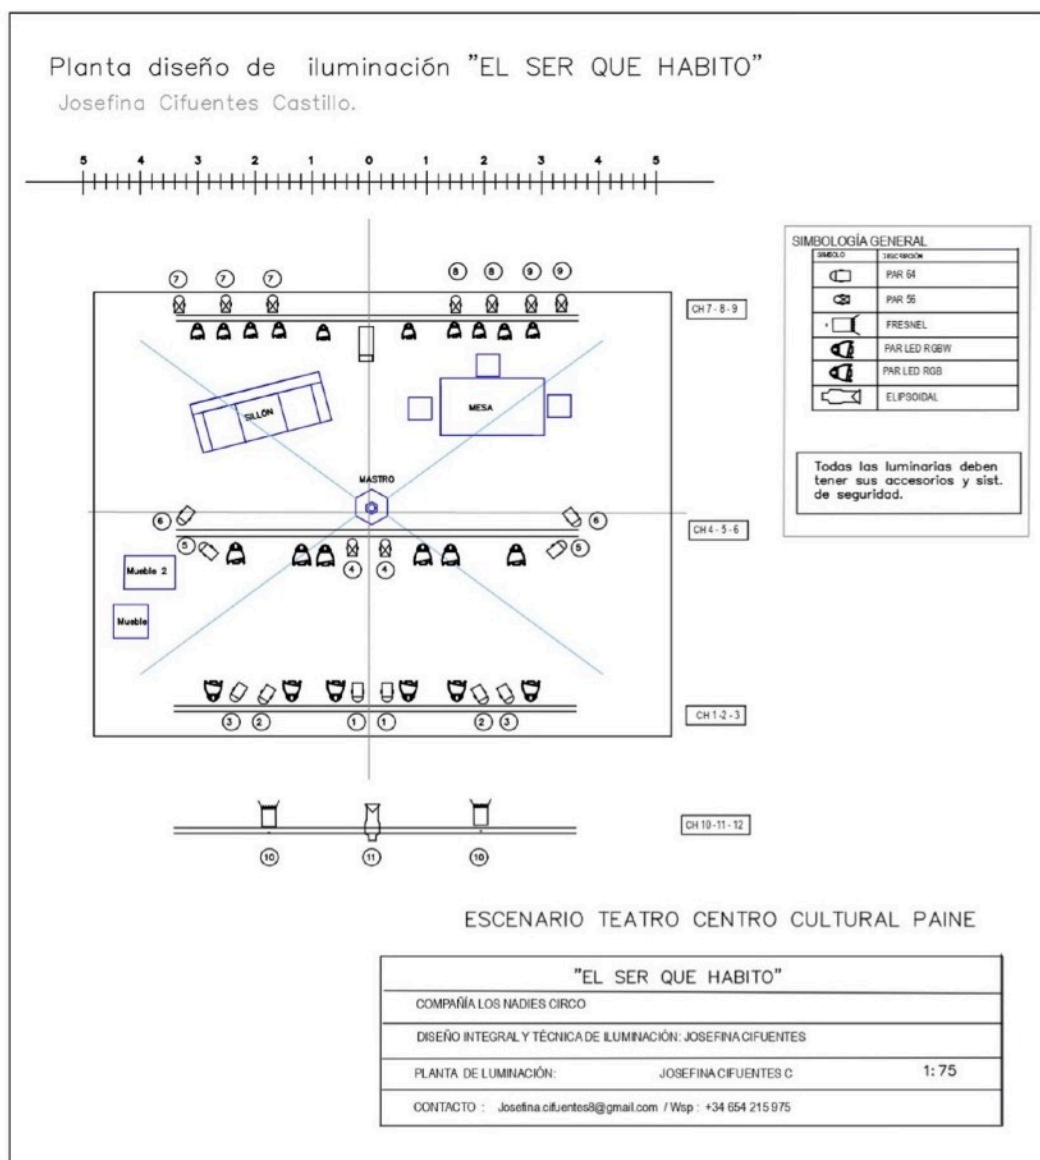 Planta diseño de iluminación "EL SER QUE HABITO"
Josefina Cifuentes Castillo.
5 4 3 2 1 0 1 2 3 4 5
7 7 7 8 8 9 9
CH 7 - 8 - 9
SIMBOLOGÍA GENERAL
SIMBOLO DESCRIPCIÓN
PAR 64
PAR 56
FRESNEL
PAR LED RGBW
PAR LED RGB
ELIPSOIDAL
Todas las luminarias deben
tener sus accesorios y sist.
de seguridad.
SILLÓN
MESA
MASTRO
6 6
CH 4 - 5 - 6
5 5
4 4
Mueble 2
Mueble
3 2 1 1 2 3
CH 1 - 2 - 3
CH 10 - 11 - 12
10 11 10
ESCENARIO TEATRO CENTRO CULTURAL PAINE
"EL SER QUE HABITO"
COMPAÑÍA LOS NADIES CIRCO
DISEÑO INTEGRAL Y TÉCNICA DE ILUMINACIÓN: JOSEFINA CIFUENTES
PLANTA DE LUMINACIÓN: JOSEFINA CIFUENTES C 1:75
CONTACTO : Josefina.cifuentes8@gmail.com / Wsp : +34 654 215 975